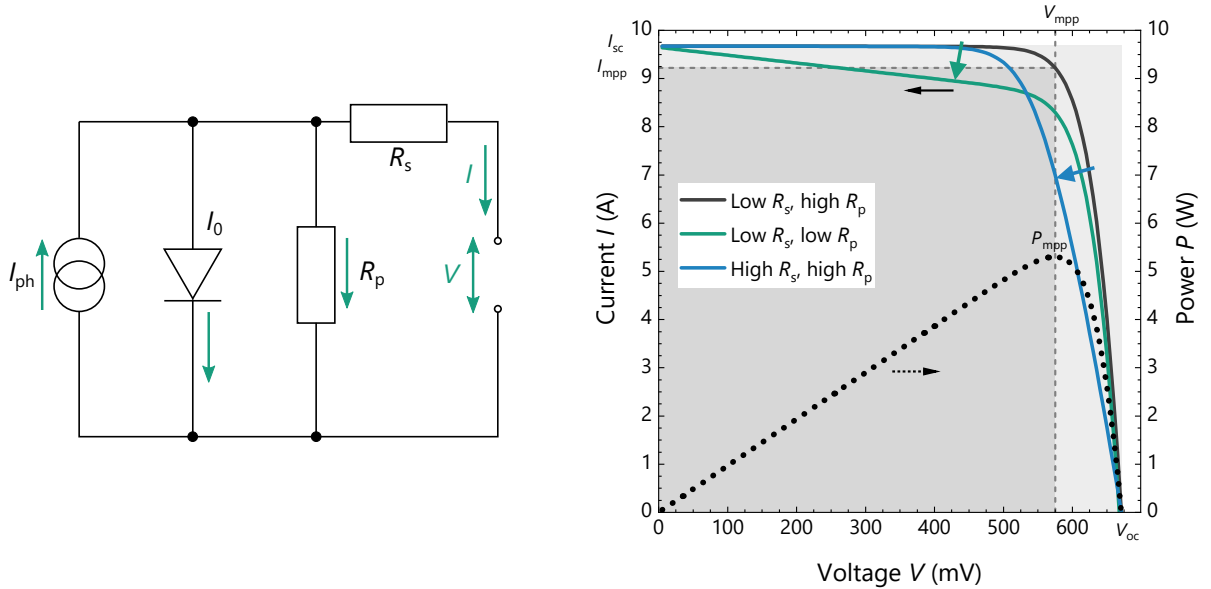 R_s
I
I_0
I_ph
R_p
V
V_mpp
I_sc
I_mpp
10
9
8
7
6
5
4
3
2
1
0
Current I (A)
Low R_s, high R_p
Low R_s, low R_p
High R_s, high R_p
P_mpp
10
9
8
7
6
5
4
3
2
1
0
Power P (W)
0 100 200 300 400 500 600 V_oc
Voltage V (mV)